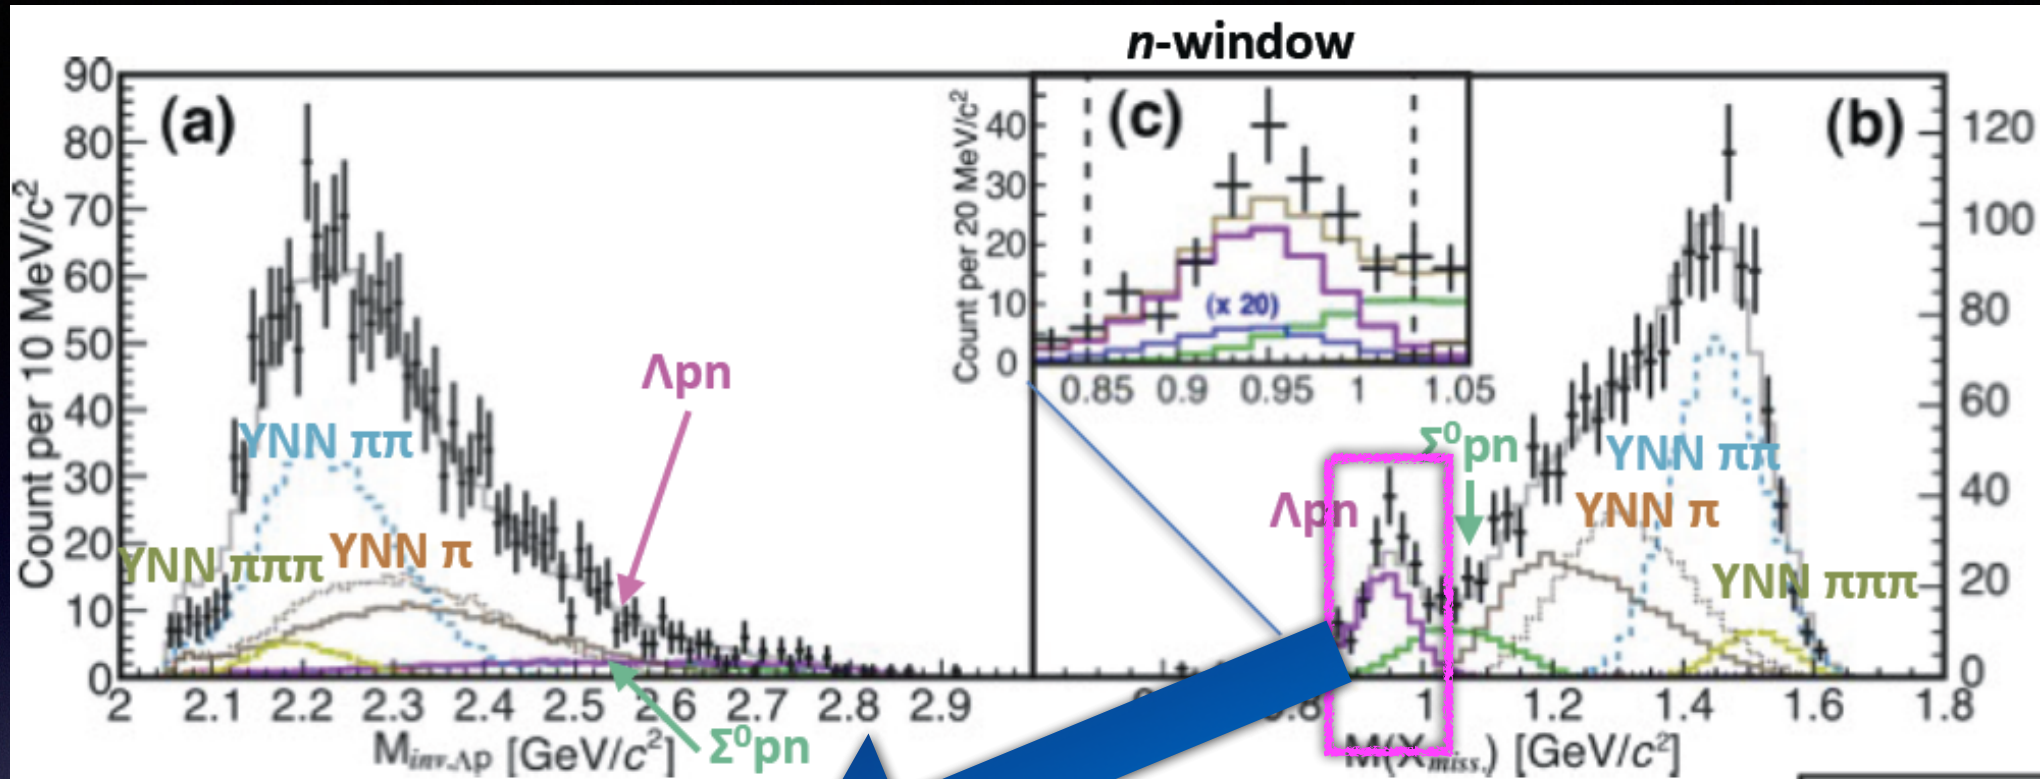 n-window
(a)
(c)
(b)
Count per 10 MeV/c²
90
80
70
60
50
40
30
20
10
0
2 2.1 2.2 2.3 2.4 2.5 2.6 2.7 2.8 2.9
M_inv.Λp [GeV/c²]
YNN ππ
YNN πππ
YNN π
Λpn
Σ⁰pn
Count per 20 MeV/c²
40
30
20
10
0
(x 20)
0.85 0.9 0.95 1 1.05
Λpn
Σ⁰pn
YNN ππ
YNN π
YNN πππ
120
100
80
60
40
20
0
1 1.2 1.4 1.6 1.8
M(X_miss.) [GeV/c²]